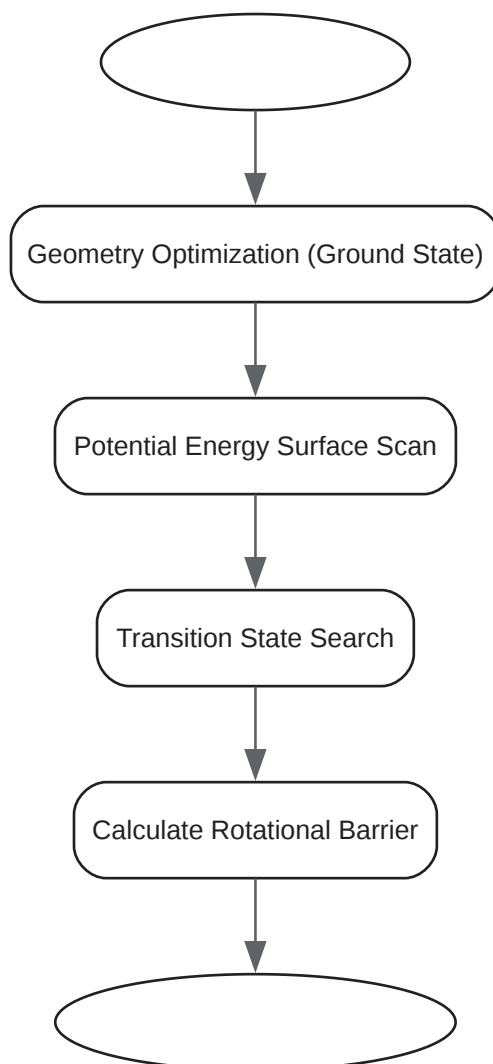 Geometry Optimization (Ground State)
Potential Energy Surface Scan
Transition State Search
Calculate Rotational Barrier